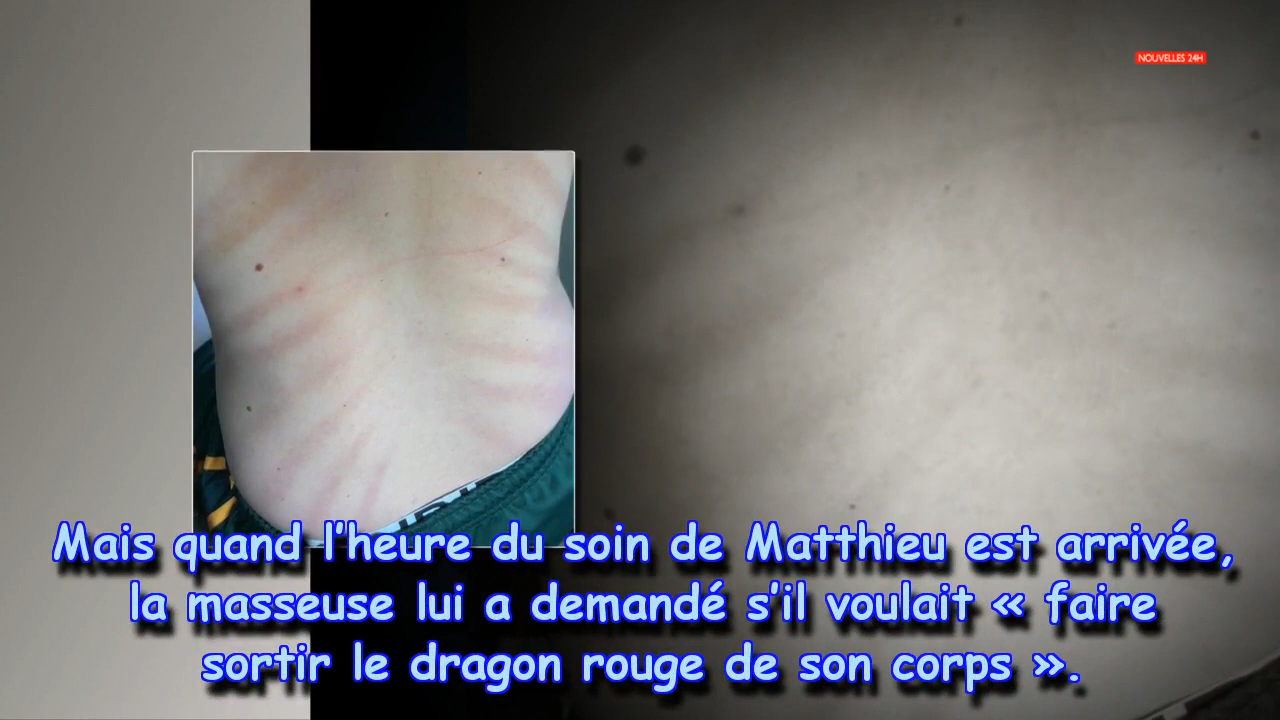 NOUVELLES 24H
Mais quand l'heure du soin de Matthieu est arrivée,
la masseuse lui a demandé s'il voulait « faire
sortir le dragon rouge de son corps ».